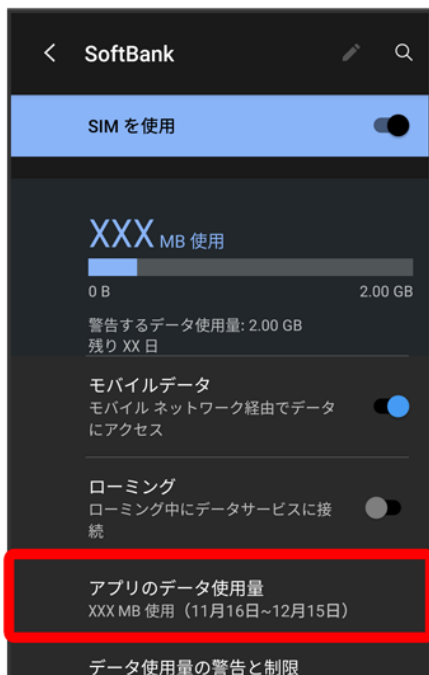 SoftBank
SIM を使用
XXX MB 使用
0 B 2.00 GB
警告するデータ使用量: 2.00 GB
残り XX 日
モバイルデータ
モバイル ネットワーク経由でデータ
にアクセス
ローミング
ローミング中にデータサービスに接
続
アプリのデータ使用量
XXX MB 使用（11月16日~12月15日）
データ使用量の警告と制限